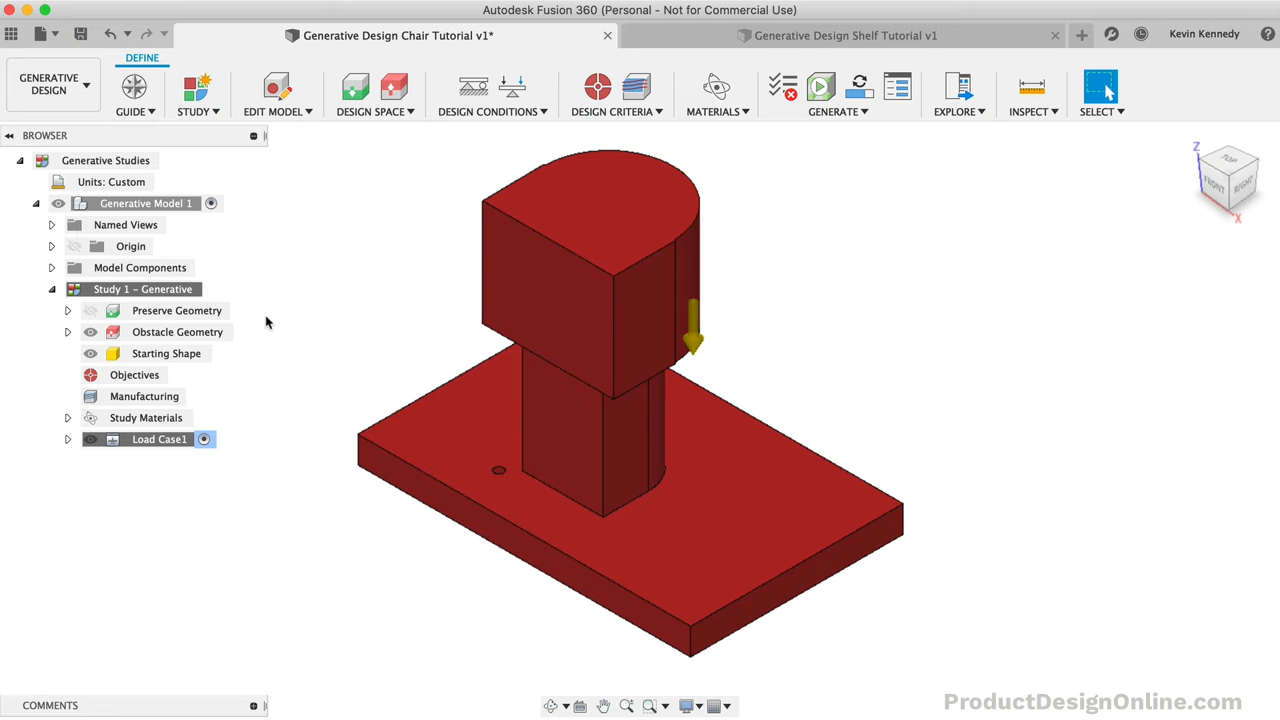 Autodesk Fusion 360 (Personal - Not for Commercial Use)
Generative Design Chair Tutorial v1*
Generative Design Shelf Tutorial v1
Kevin Kennedy
DEFINE
GENERATIVE DESIGN
GUIDE
STUDY
EDIT MODEL
DESIGN SPACE
DESIGN CONDITIONS
DESIGN CRITERIA
MATERIALS
GENERATE
EXPLORE
INSPECT
SELECT
BROWSER
Generative Studies
Units: Custom
Generative Model 1
Named Views
Origin
Model Components
Study 1 - Generative
Preserve Geometry
Obstacle Geometry
Starting Shape
Objectives
Manufacturing
Study Materials
Load Case1
Z
TOP
FRONT
RIGHT
X
COMMENTS
ProductDesignOnline.com